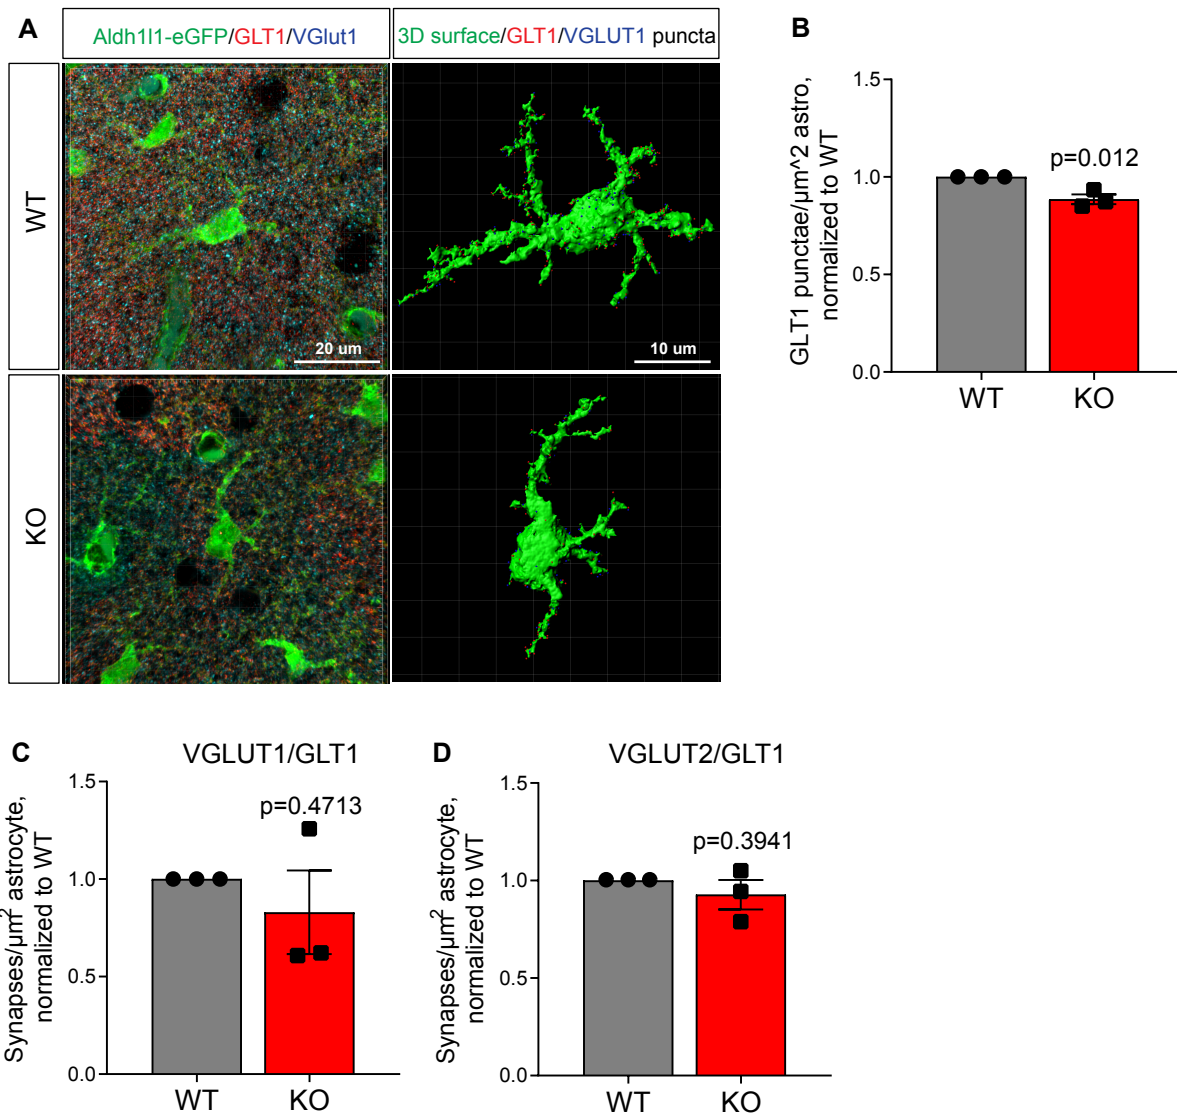 A
Aldh1l1-eGFP/GLT1/VGlut1
3D surface/GLT1/VGLUT1 puncta
WT
20 um
10 um
KO
B
GLT1 punctae/µm^2 astro,
normalized to WT
1.5
1.0
0.5
0.0
p=0.012
WT
KO
C
VGLUT1/GLT1
Synapses/µm² astrocyte,
normalized to WT
1.5
1.0
0.5
0.0
p=0.4713
WT
KO
D
VGLUT2/GLT1
Synapses/µm² astrocyte,
normalized to WT
1.5
1.0
0.5
0.0
p=0.3941
WT
KO